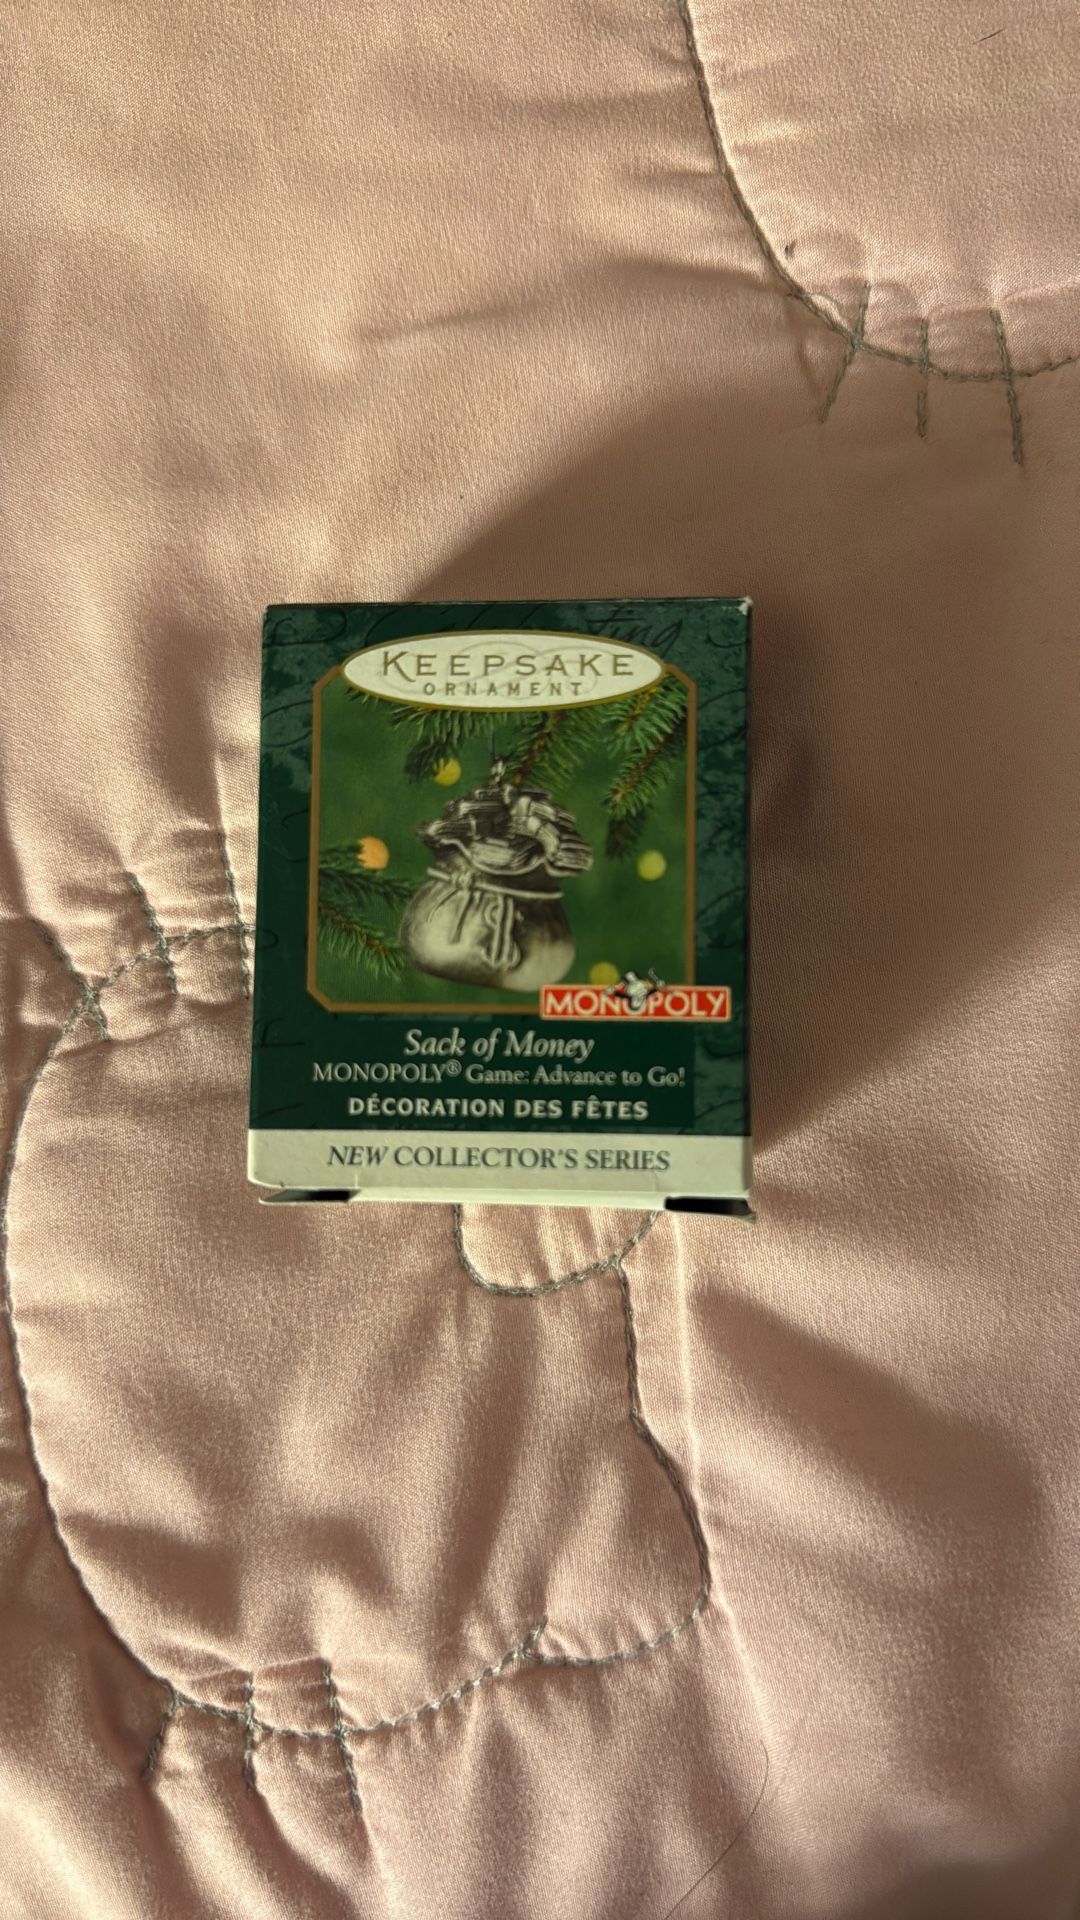 KEEPSAKE
ORNAMENT
MONOPOLY
Sack of Money
MONOPOLY® Game: Advance to Go!
DÉCORATION DES FÊTES
NEW COLLECTOR'S SERIES